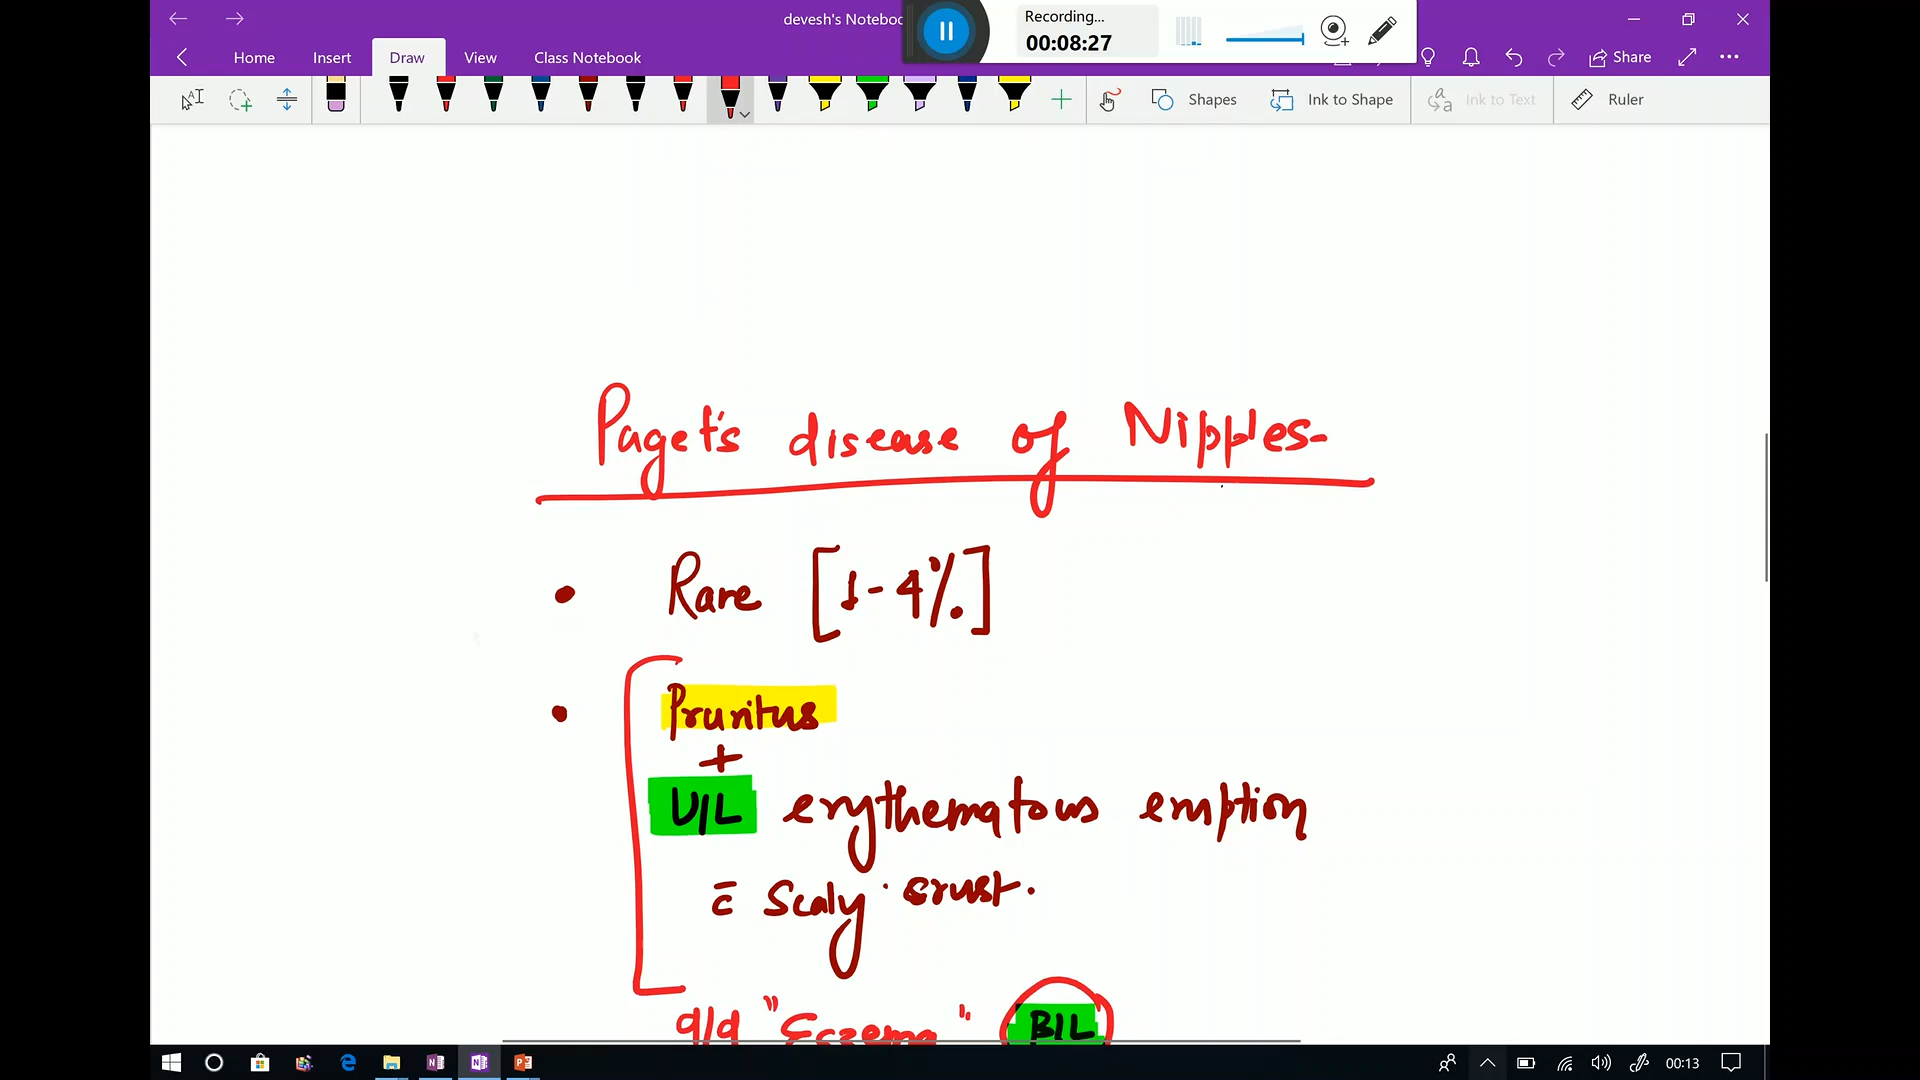 devesh's Noteboo
Recording...
00:08:27
Home Insert Draw View Class Notebook Share
Shapes Ink to Shape Ink to Text Ruler
Paget's disease of Nipples-
• Rare [1-4%]
• Pruritus
+
U/L erythematous eruption
c̄ Scaly crust.
d/d "Eczema" B/L
00:13